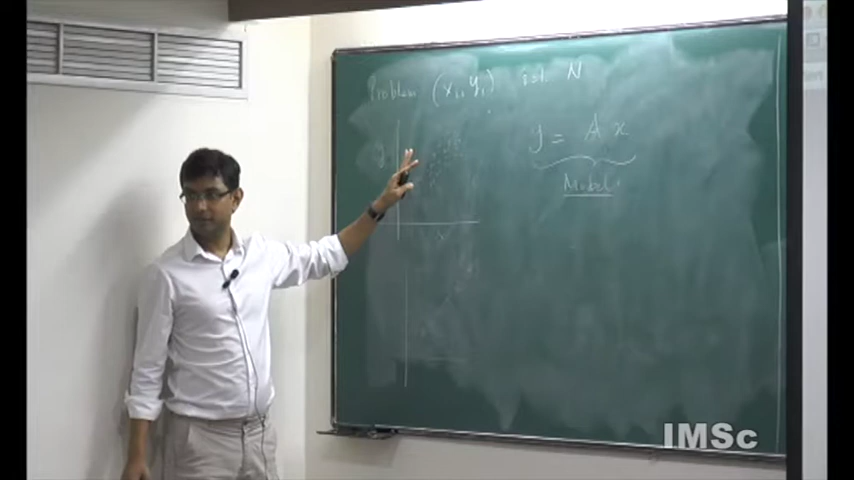 Problem (xᵢ, yᵢ) i=1.. N
y = A x
Model
y
x
IMSc